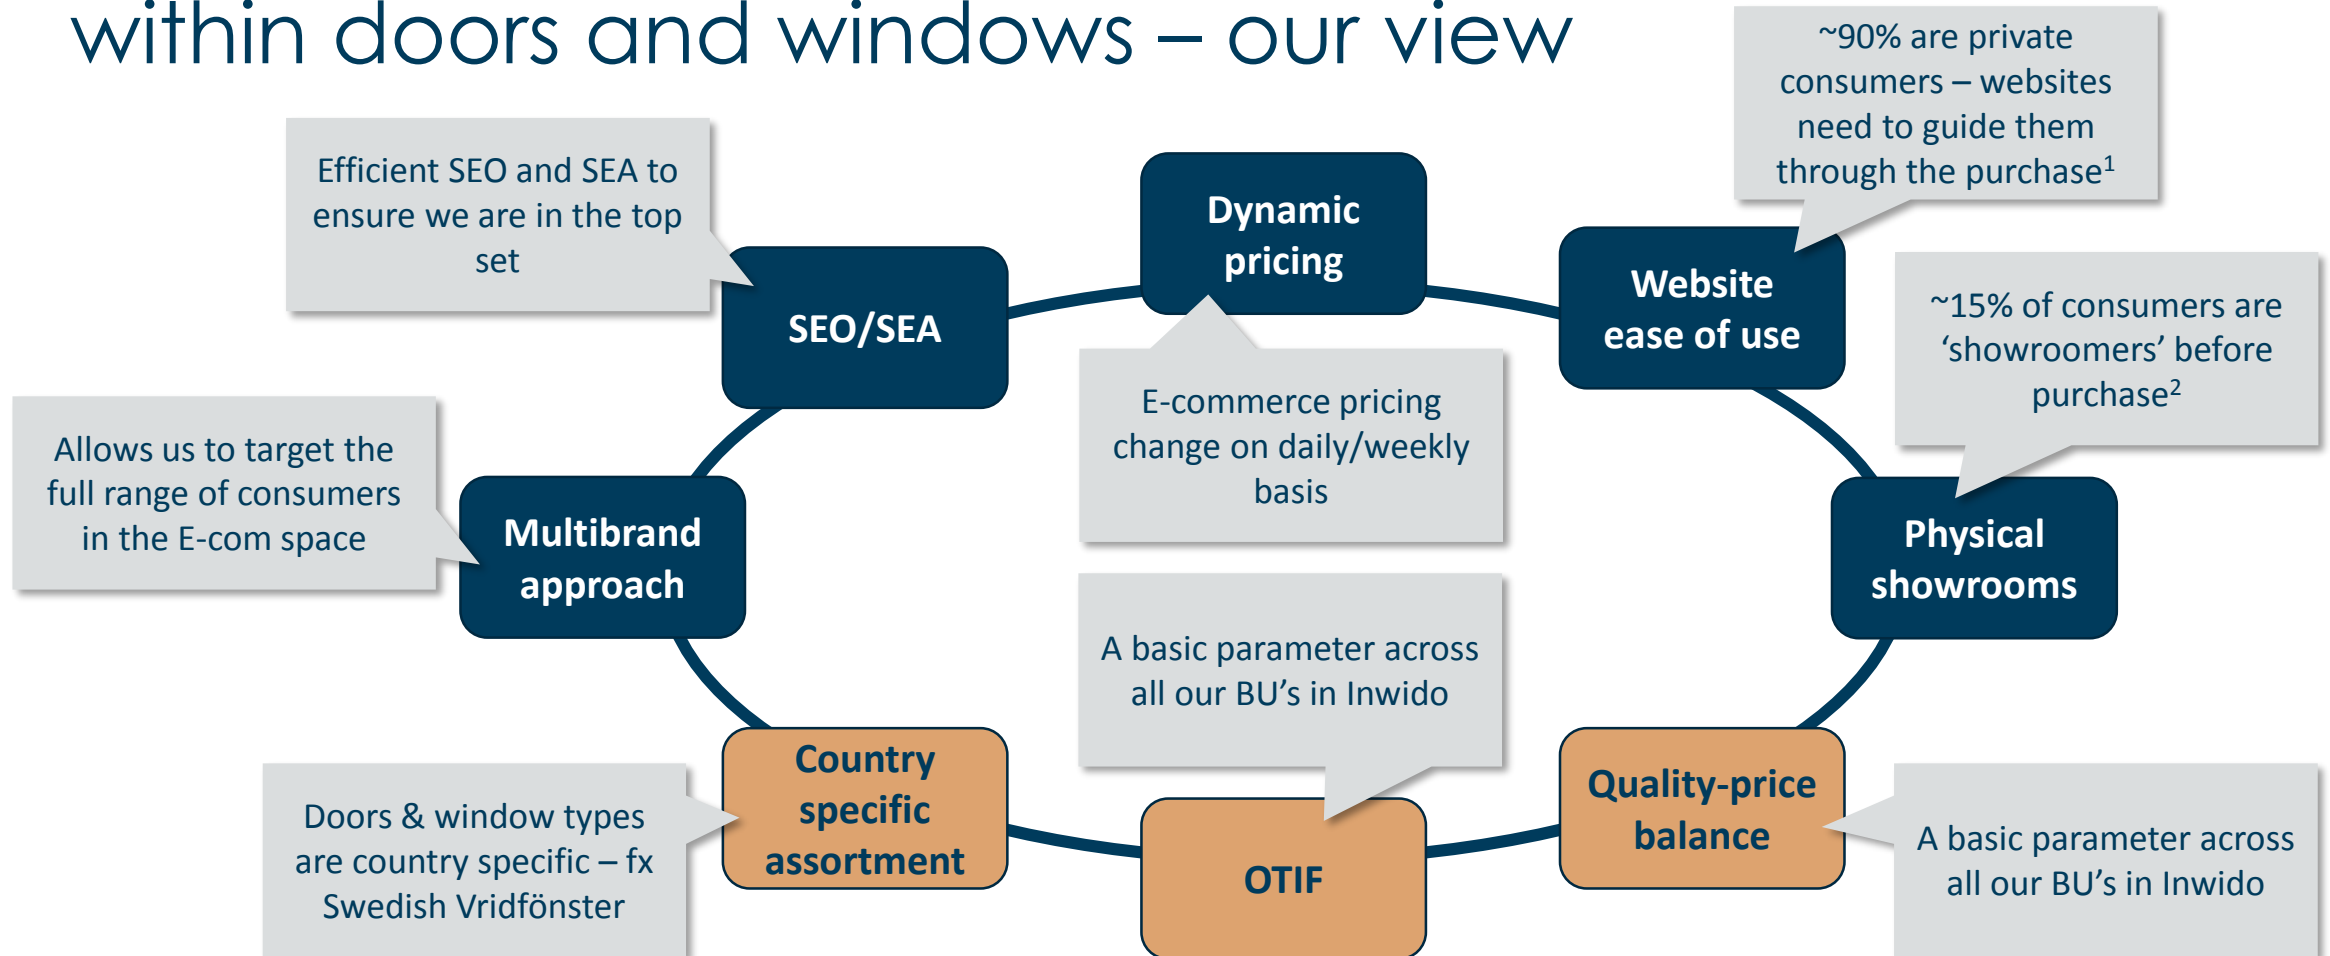 within doors and windows – our view
~90% are private
consumers – websites
need to guide them
through the purchase¹
Efficient SEO and SEA to
ensure we are in the top
set
Dynamic
pricing
Website
ease of use
~15% of consumers are
‘showroomers’ before
purchase²
SEO/SEA
E-commerce pricing
change on daily/weekly
basis
Allows us to target the
full range of consumers
in the E-com space
Multibrand
approach
Physical
showrooms
A basic parameter across
all our BU’s in Inwido
Country
specific
assortment
Doors & window types
are country specific – fx
Swedish Vridfönster
OTIF
Quality-price
balance
A basic parameter across
all our BU’s in Inwido